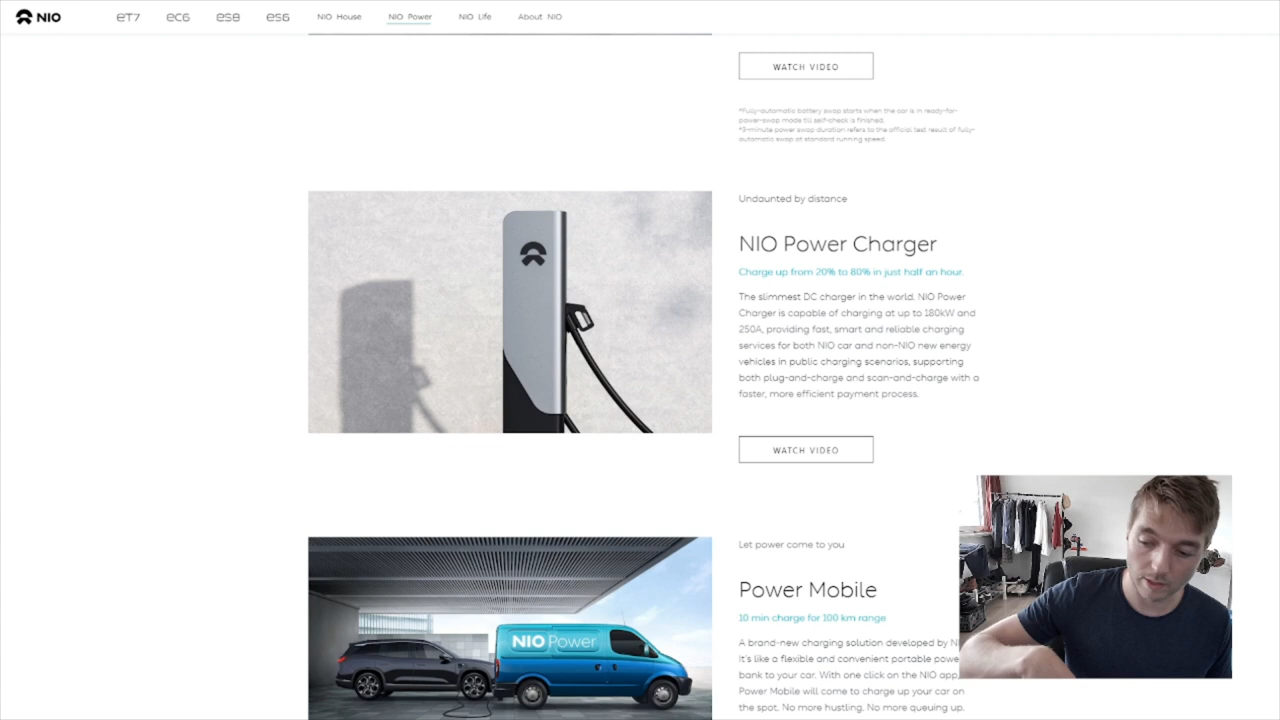 NIO
ET7 EC6 ES8 ES6 NIO House NIO Power NIO Life About NIO
WATCH VIDEO
*Fully-automatic battery swap starts when the car is in ready-for-
power-swap mode till self-check is finished.
*3-minute power swap duration refers to the official test result of fully-
automatic swap at standard running speed.
Undaunted by distance
NIO Power Charger
Charge up from 20% to 80% in just half an hour.
The slimmest DC charger in the world. NIO Power
Charger is capable of charging at up to 180kW and
250A, providing fast, smart and reliable charging
services for both NIO car and non-NIO new energy
vehicles in public charging scenarios, supporting
both plug-and-charge and scan-and-charge with a
faster, more efficient payment process.
WATCH VIDEO
Let power come to you
Power Mobile
10 min charge for 100 km range
A brand-new charging solution developed by N
It's like a flexible and convenient portable powe
bank to your car. With one click on the NIO app,
Power Mobile will come to charge up your car on
the spot. No more hustling. No more queuing up.
NIO Power